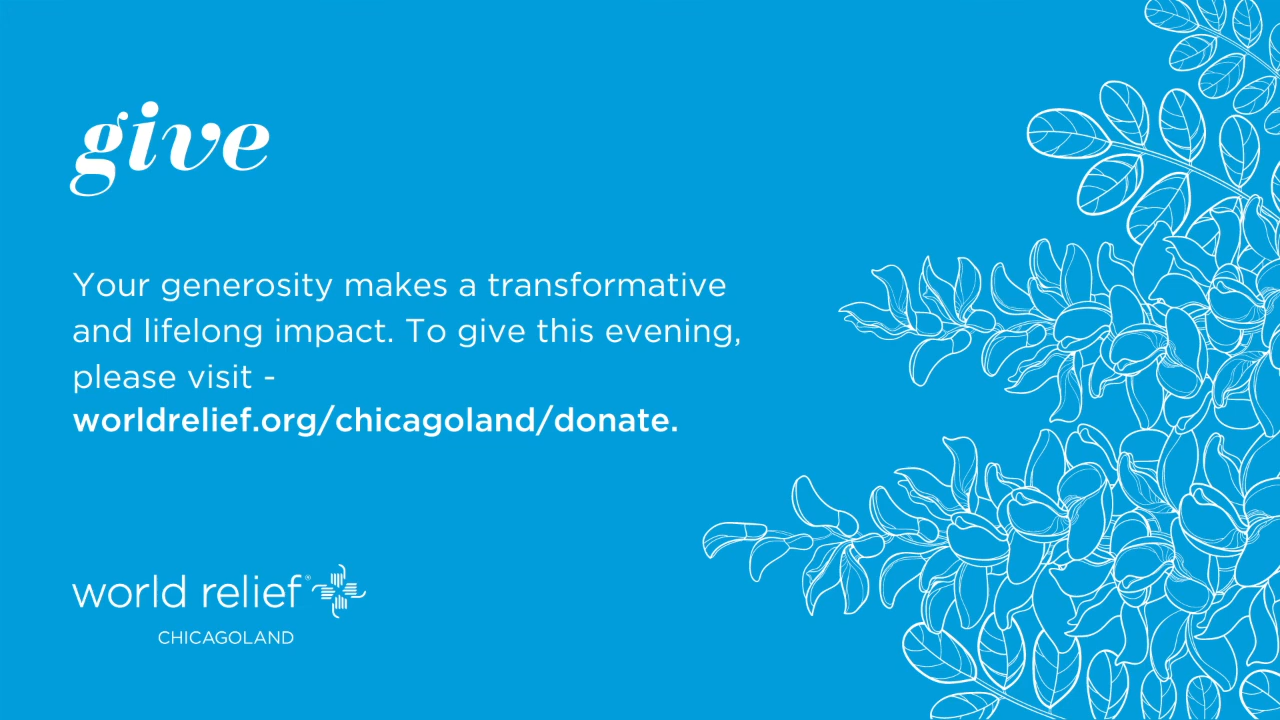 give
Your generosity makes a transformative
and lifelong impact. To give this evening,
please visit -
worldrelief.org/chicagoland/donate.
world relief®
CHICAGOLAND